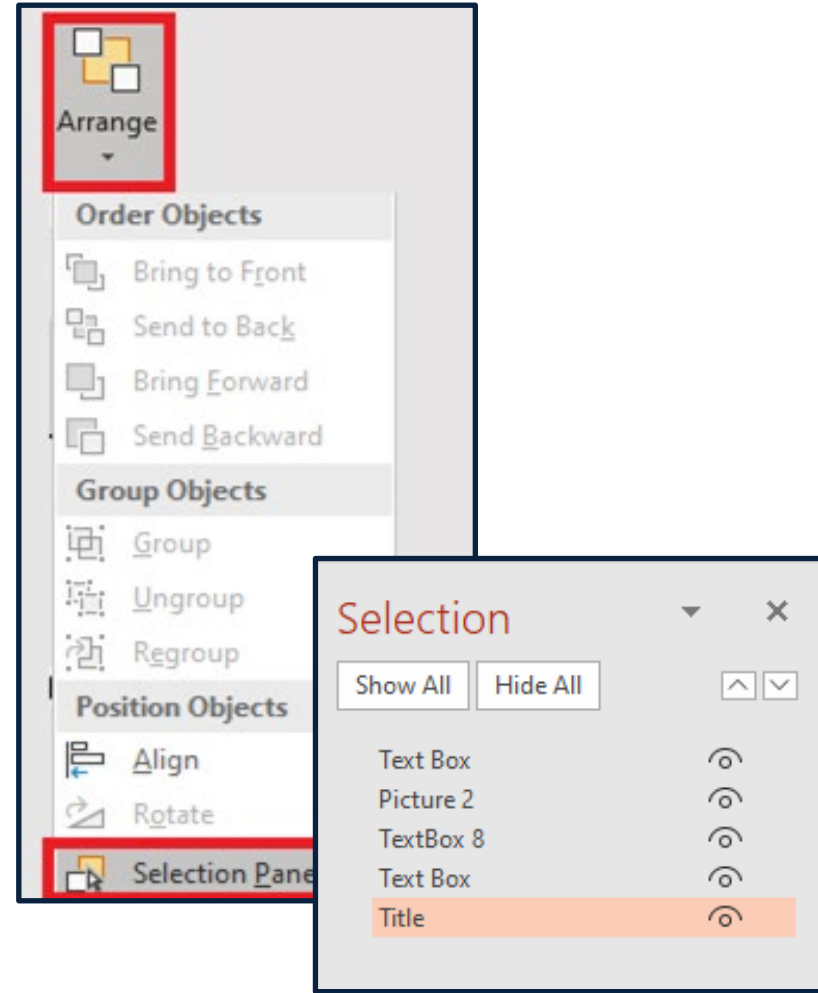 Arrange
Order Objects
Bring to Front
Send to Back
Bring Forward
Send Backward
Group Objects
Group
Ungroup
Regroup
Position Objects
Align
Rotate
Selection Pane
Selection
Show All Hide All
Text Box
Picture 2
TextBox 8
Text Box
Title